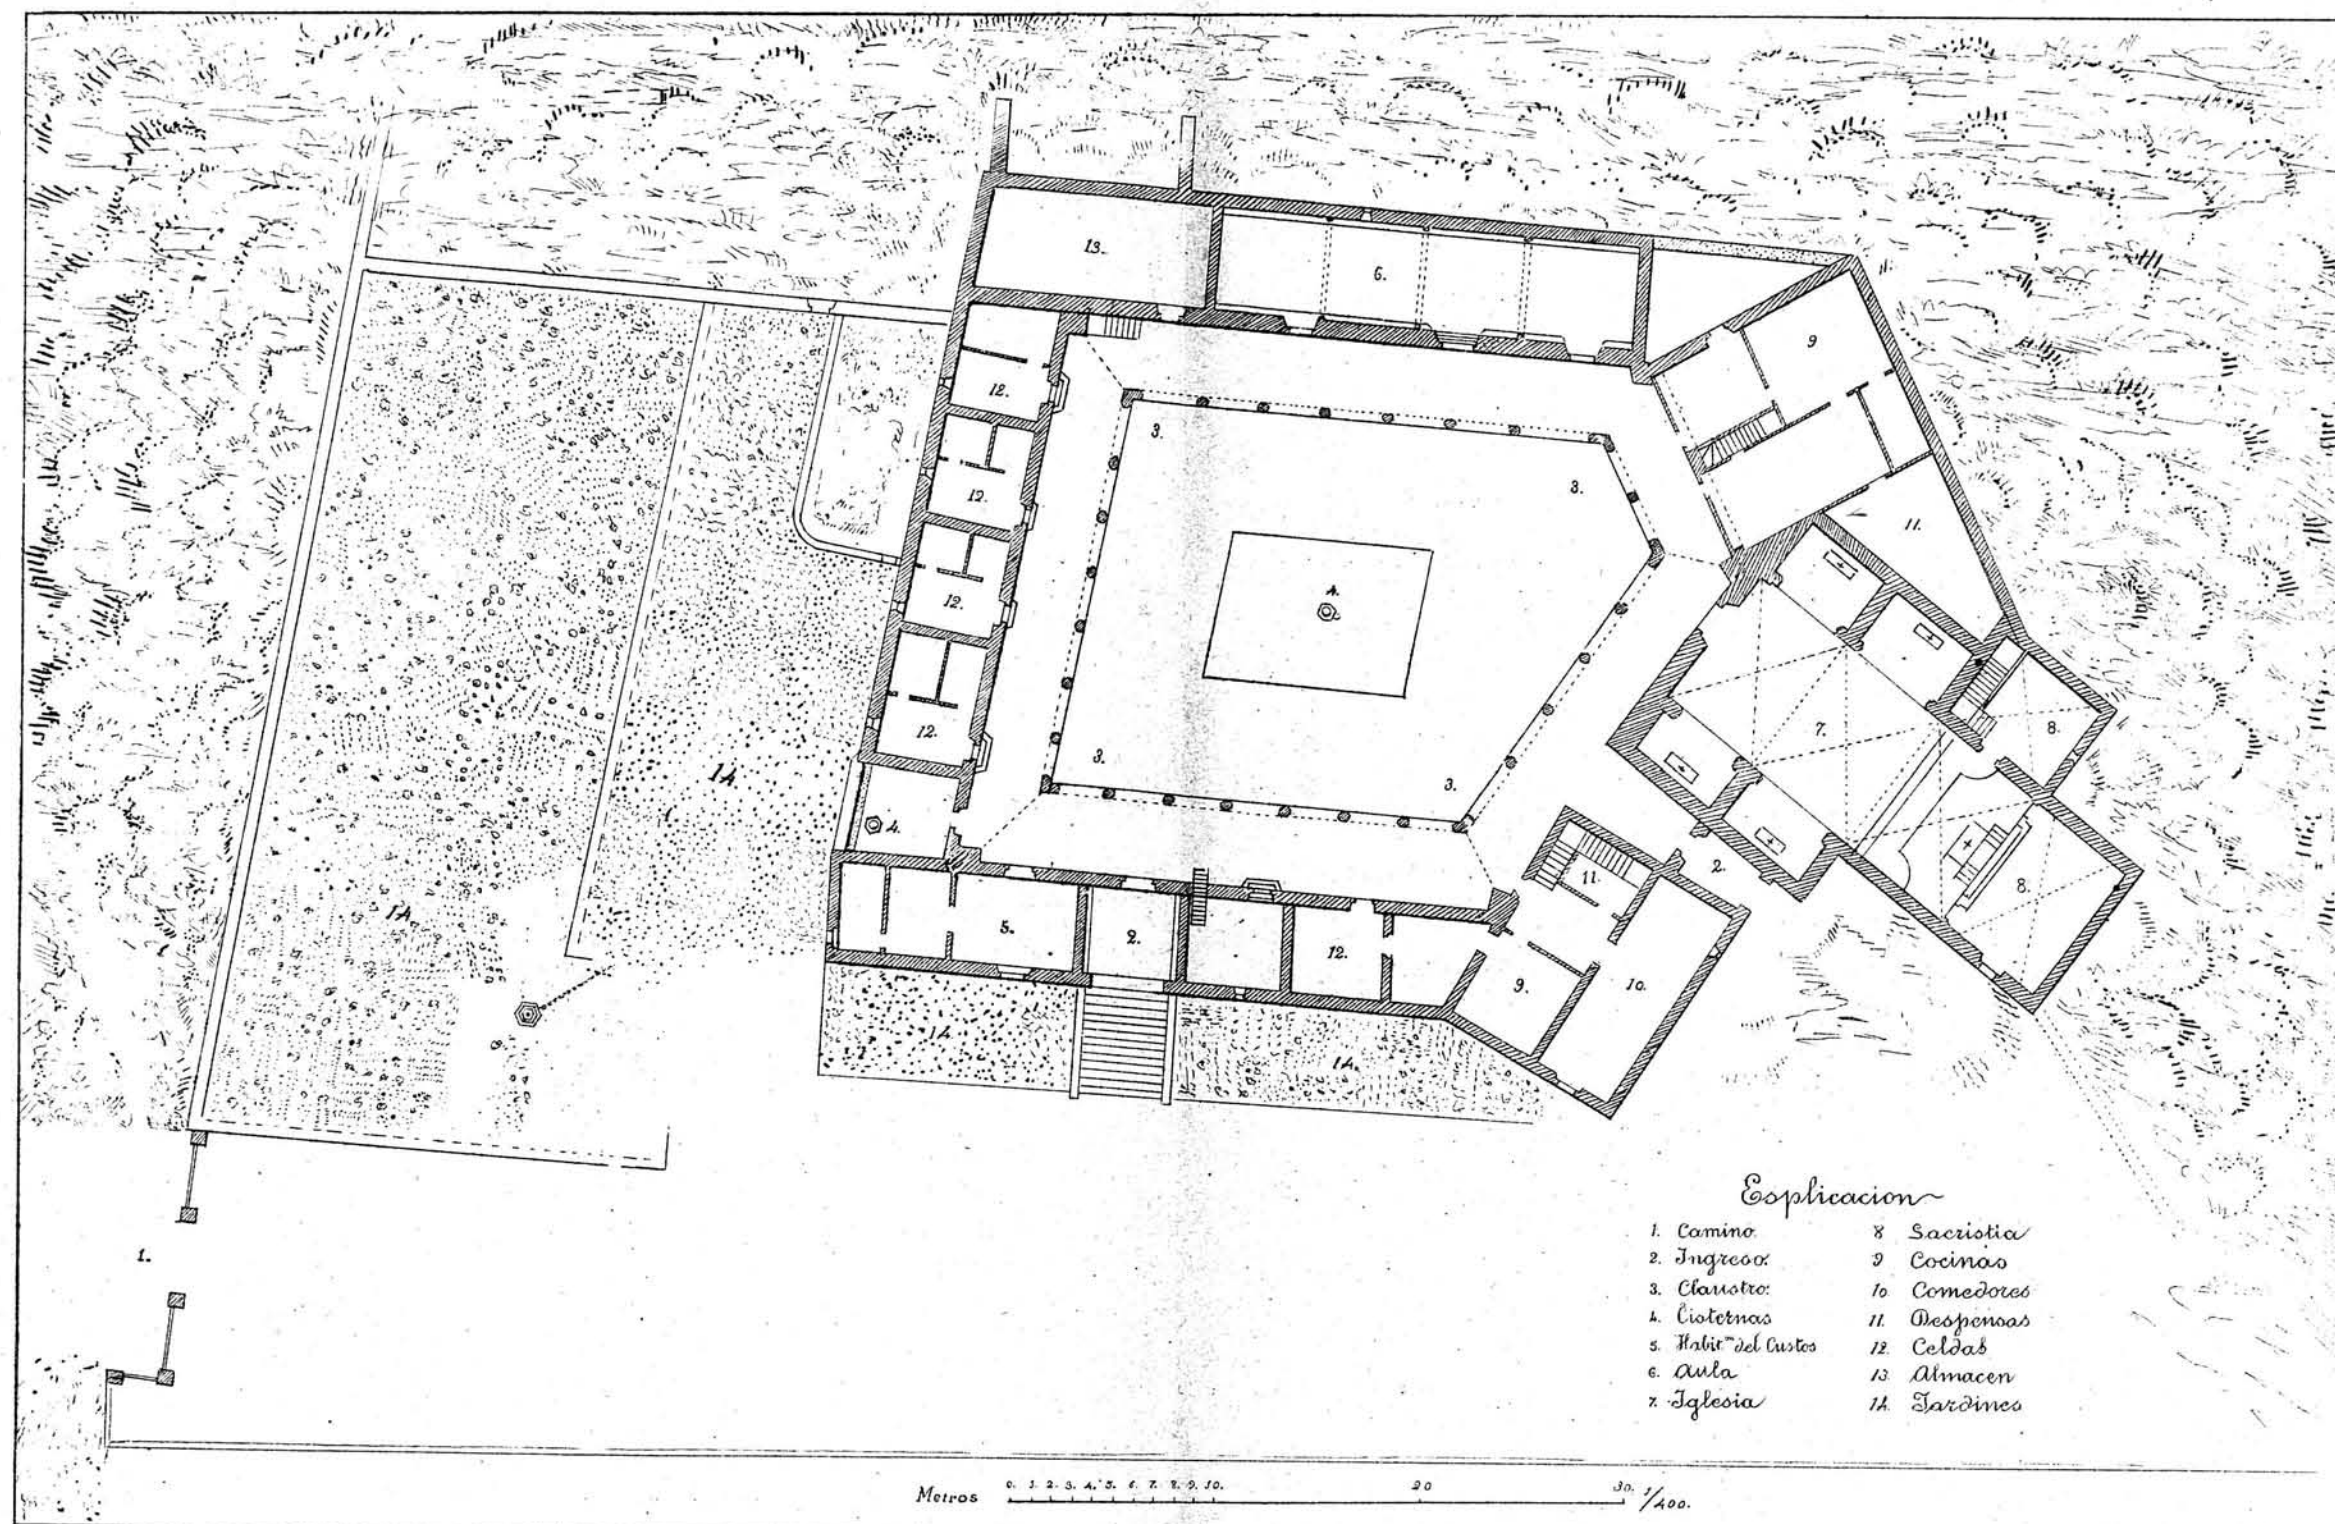 13.
6.
9
12.
3.
3.
12.
11.
4.
12.
7.
8.
12.
14
3.
3.
4.
2.
11.
8.
14.
5.
2.
12.
9.
10.
14
14.
1.
Esplicacion
1. Camino.
2. Ingreso.
3. Claustro.
4. Cisternas
5. Habit.ⁿᵉˢ del Custos
6. Aula
7. Iglesia
8 Sacristia
9 Cocinas
10 Comedores
11. Despensas
12. Celdas
13. Almacen
14. Jardines
Metros 0. 1. 2. 3. 4. 5. 6. 7. 8. 9. 10. 20 30. 1/400.